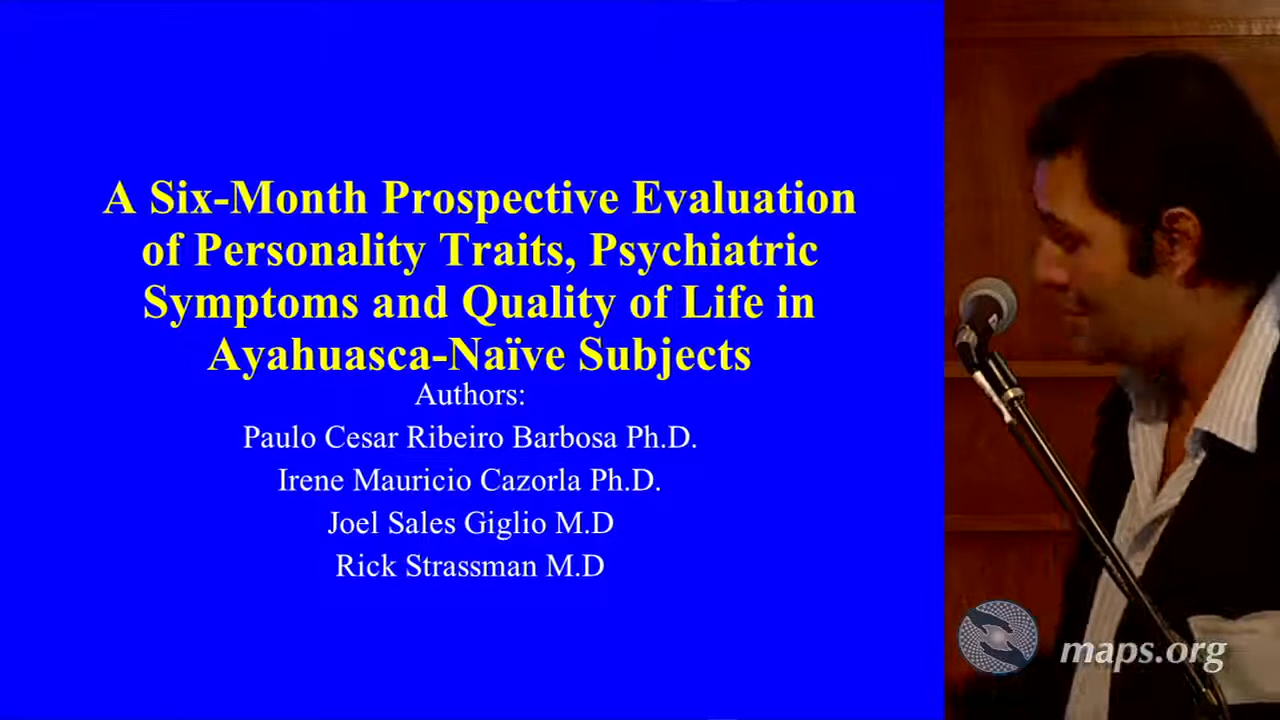 A Six-Month Prospective Evaluation
of Personality Traits, Psychiatric
Symptoms and Quality of Life in
Ayahuasca-Naïve Subjects
Authors:
Paulo Cesar Ribeiro Barbosa Ph.D.
Irene Mauricio Cazorla Ph.D.
Joel Sales Giglio M.D
Rick Strassman M.D
maps.org